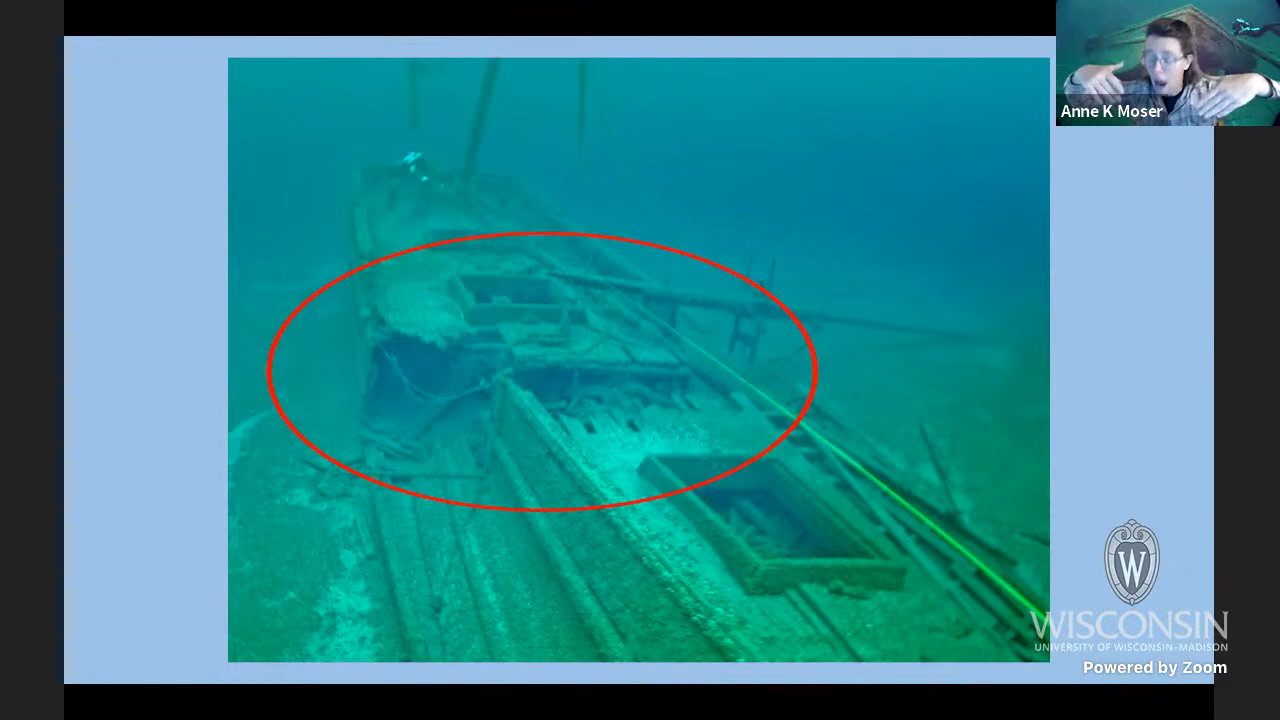 Anne K Moser
W
WISCONSIN
UNIVERSITY OF WISCONSIN–MADISON
Powered by Zoom